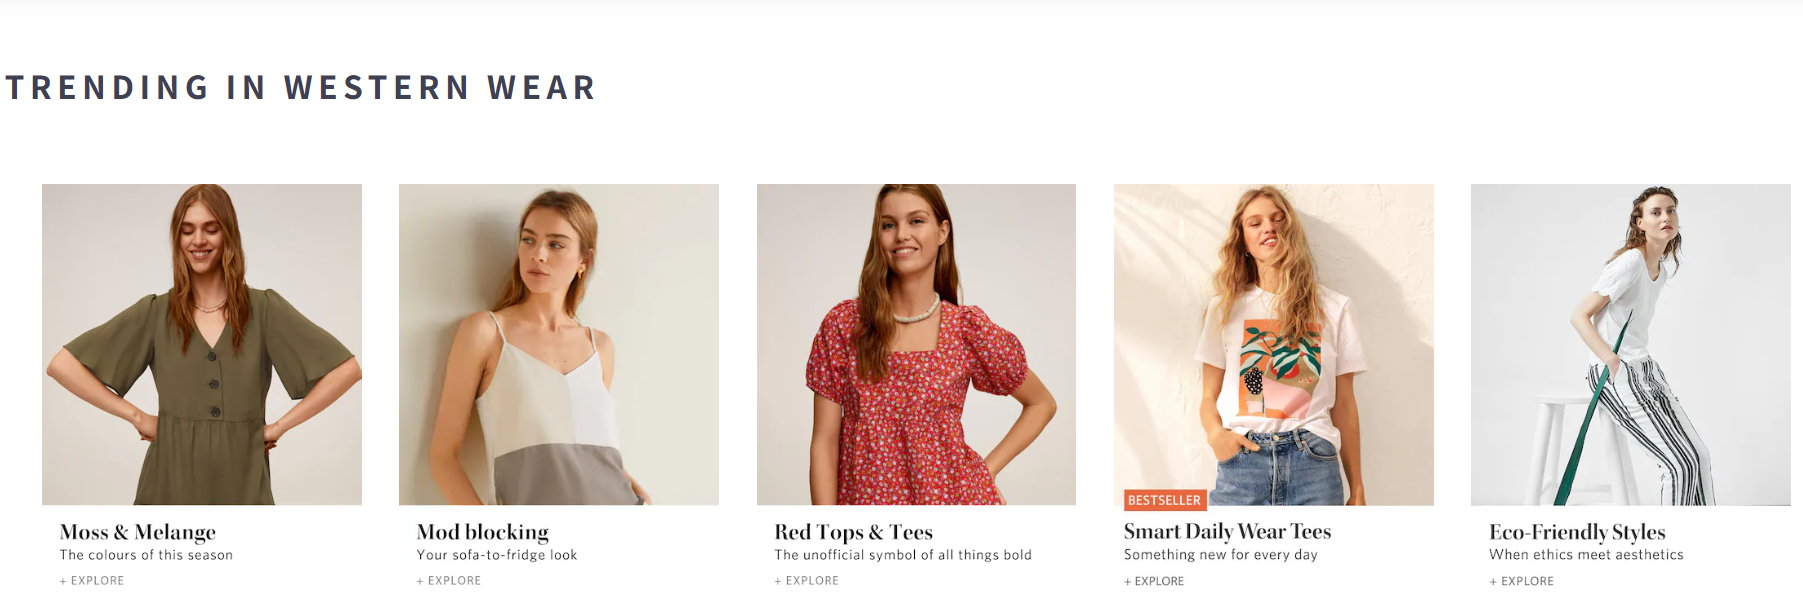 TRENDING IN WESTERN WEAR
Moss & Melange
The colours of this season
+ EXPLORE
Mod blocking
Your sofa-to-fridge look
+ EXPLORE
Red Tops & Tees
The unofficial symbol of all things bold
+ EXPLORE
BESTSELLER
Smart Daily Wear Tees
Something new for every day
+ EXPLORE
Eco-Friendly Styles
When ethics meet aesthetics
+ EXPLORE